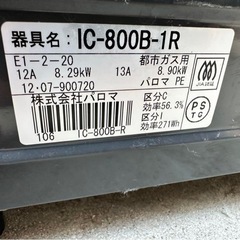 器具名：IC-800B-1R
E1-2-20 都市ガス用
12A 8.29kW 13A 8.90kW
12·07-900720 パロマ PE
株式会社パロマ
区分C
効率56.3%
区分I
効率271Wh
106 IC-800B-R
JIA認証
PS
TG